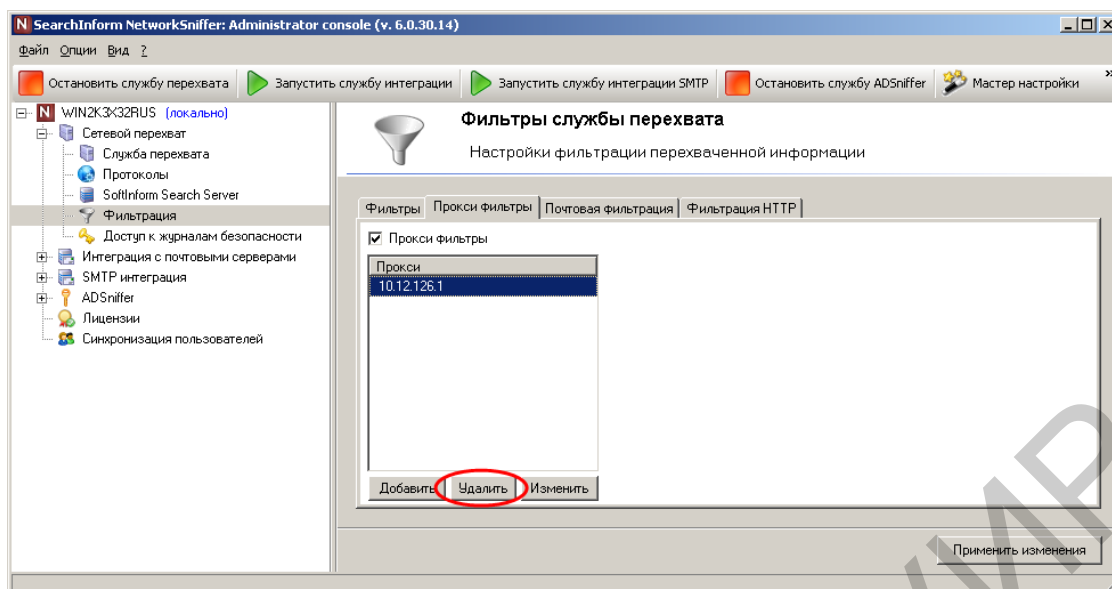 SearchInform NetworkSniffer: Administrator console (v. 6.0.30.14)
Файл Опции Вид ?
Остановить службу перехвата Запустить службу интеграции Запустить службу интеграции SMTP Остановить службу ADSniffer Мастер настройки »
WIN2K3X32RUS (локально)
Сетевой перехват
Служба перехвата
Протоколы
SoftInform Search Server
Фильтрация
Доступ к журналам безопасности
Интеграция с почтовыми серверами
SMTP интеграция
ADSniffer
Лицензии
Синхронизация пользователей
Фильтры службы перехвата
Настройки фильтрации перехваченной информации
Фильтры Прокси фильтры Почтовая фильтрация Фильтрация HTTP
Прокси фильтры
Прокси
10.12.126.1
Добавить Удалить Изменить
Применить изменения